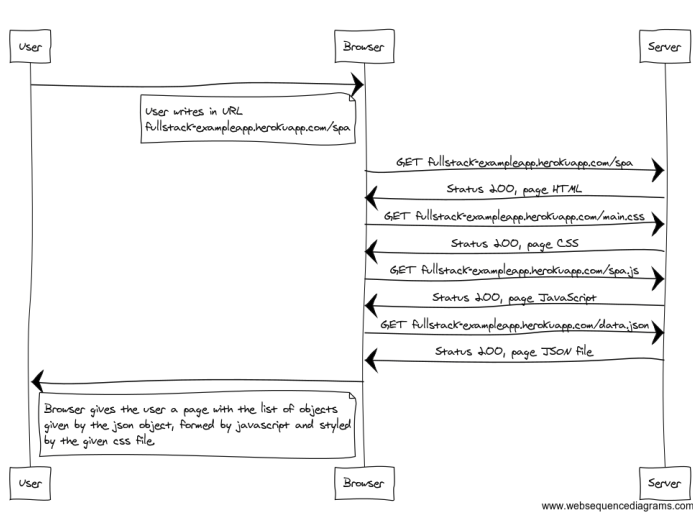 User
Browser
Server
User writes in URL
fullstack-exampleapp.herokuapp.com/spa
GET fullstack-exampleapp.herokuapp.com/spa
Status 200, page HTML
GET fullstack-exampleapp.herokuapp.com/main.css
Status 200, page CSS
GET fullstack-exampleapp.herokuapp.com/spa.js
Status 200, page JavaScript
GET fullstack-exampleapp.herokuapp.com/data.json
Status 200, page JSON file
Browser gives the user a page with the list of objects
given by the json object, formed by javascript and styled
by the given css file.
User
Browser
Server
www.websequencediagrams.com